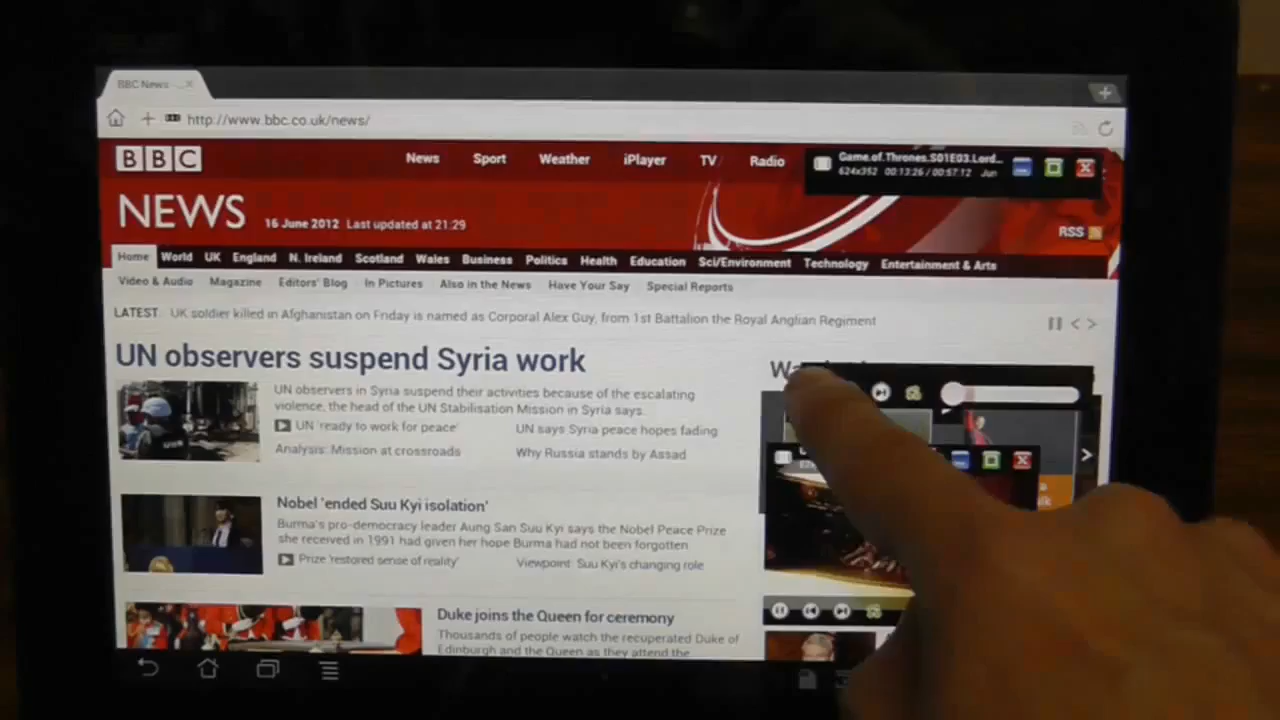 BBC News
http://www.bbc.co.uk/news/
BBC
News Sport Weather iPlayer TV Radio
Game.of.Thrones.S01E03.Lord...
624x352 00:13:26 / 00:57:12 Jun
NEWS 16 June 2012 Last updated at 21:29
RSS
Home World UK England N. Ireland Scotland Wales Business Politics Health Education Sci/Environment Technology Entertainment & Arts
Video & Audio Magazine Editors' Blog In Pictures Also in the News Have Your Say Special Reports
LATEST: UK soldier killed in Afghanistan on Friday is named as Corporal Alex Guy, from 1st Battalion the Royal Anglian Regiment
UN observers suspend Syria work
UN observers in Syria suspend their activities because of the escalating
violence, the head of the UN Stabilisation Mission in Syria says.
UN 'ready to work for peace' UN says Syria peace hopes fading
Analysis: Mission at crossroads Why Russia stands by Assad
Nobel 'ended Suu Kyi isolation'
Burma's pro-democracy leader Aung San Suu Kyi says the Nobel Peace Prize
she received in 1991 had given her hope Burma had not been forgotten
Prize 'restored sense of reality' Viewpoint: Suu Kyi's changing role
Duke joins the Queen for ceremony
Thousands of people watch the recuperated Duke of
Edinburgh and the Queen as they attend the